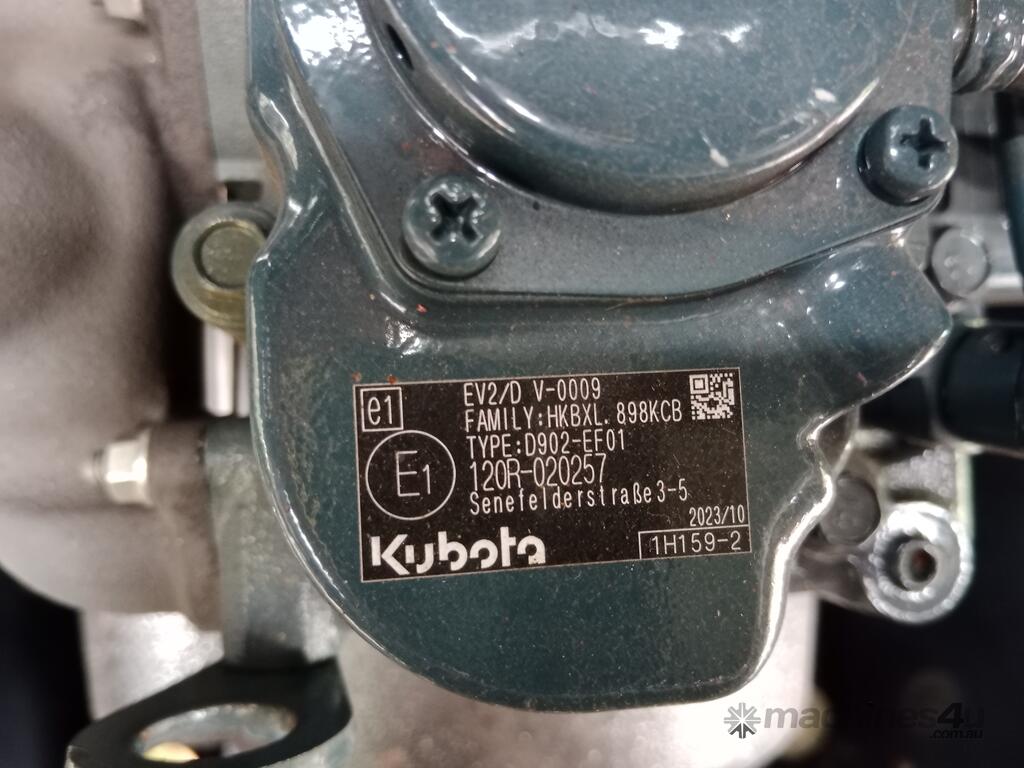 e1
EV2/D V-0009
FAMILY:HKBXL.898KCB
TYPE:D902-EF01
E1
120R-020257
Senefelderstraße3-5
2023/10
Kubota
1H159-2
machines4u
.com.au